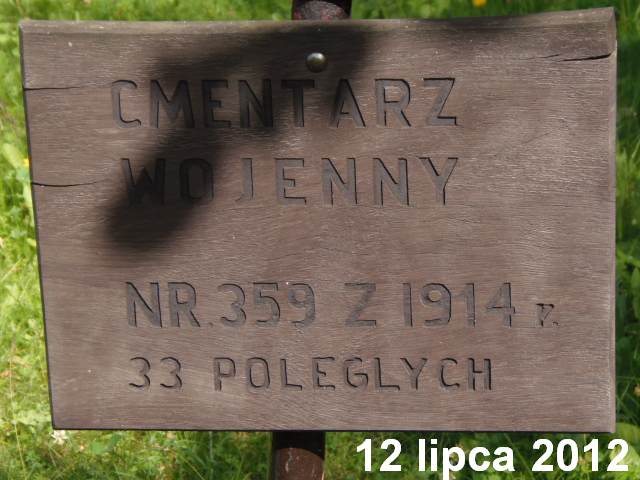 CMENTARZ
WOJENNY
NR. 359 Z 1914 r.
33 POLEGLYCH
12 lipca 2012